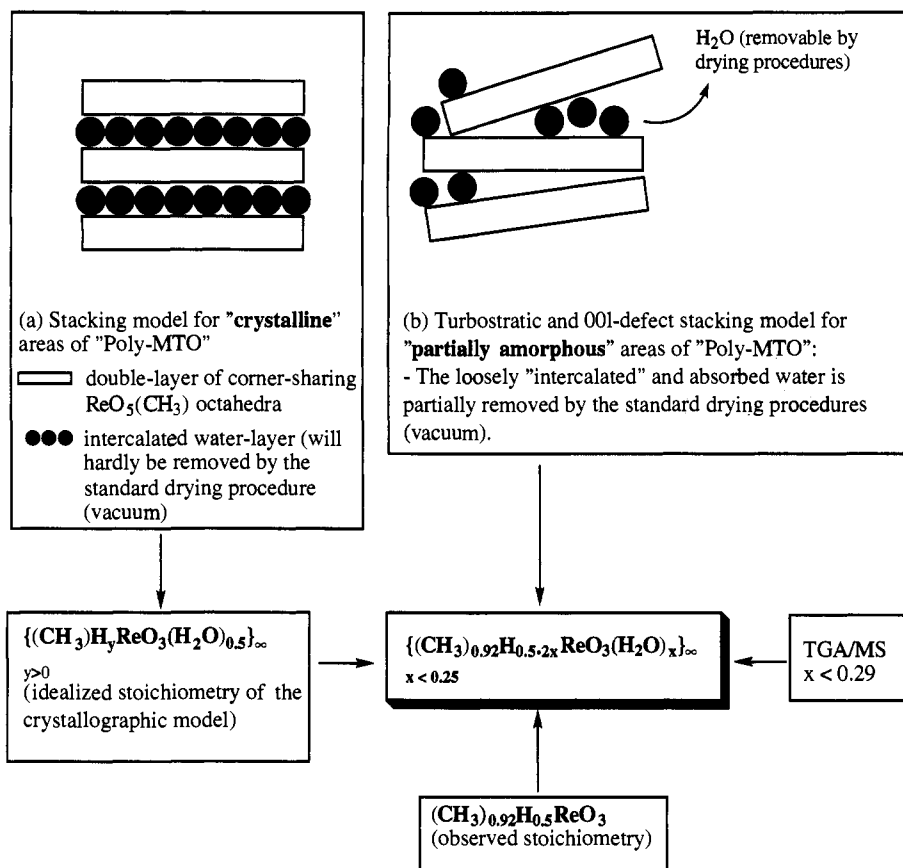 H2O (removable by
drying procedures)
(a) Stacking model for "crystalline"
areas of "Poly-MTO"
double-layer of corner-sharing
ReO5(CH3) octahedra
intercalated water-layer (will
hardly be removed by the
standard drying procedure
(vacuum)
(b) Turbostratic and 001-defect stacking model for
"partially amorphous" areas of "Poly-MTO":
- The loosely "intercalated" and absorbed water is
partially removed by the standard drying procedures
(vacuum).
{(CH3)HyReO3(H2O)0.5}∞
y>0
(idealized stoichiometry of the
crystallographic model)
{(CH3)0.92H0.5-2xReO3(H2O)x}∞
x < 0.25
TGA/MS
x < 0.29
(CH3)0.92H0.5ReO3
(observed stoichiometry)